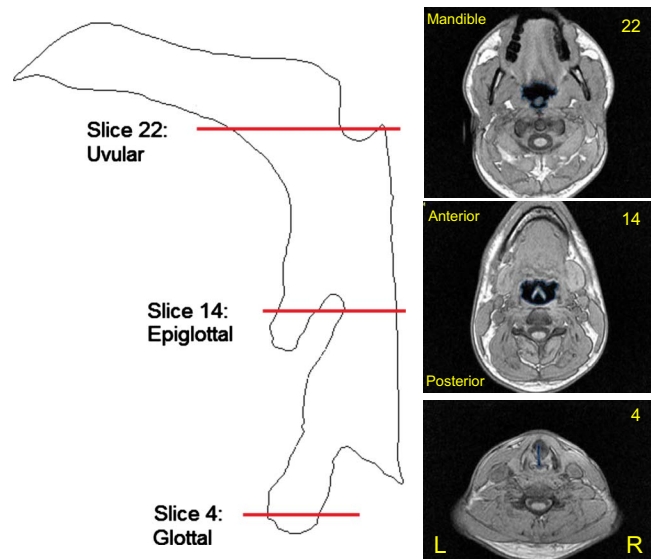 Slice 22:
Uvular
Slice 14:
Epiglottal
Slice 4:
Glottal
Mandible
22
Anterior
14
Posterior
4
L
R